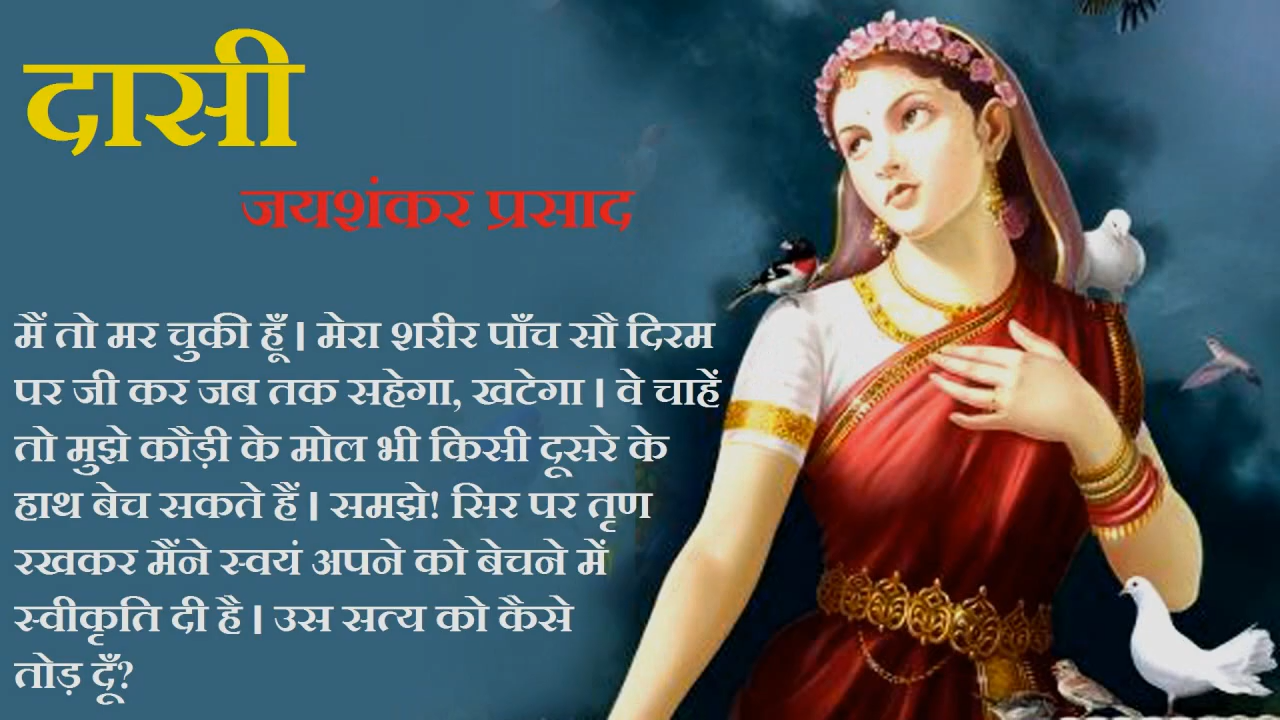 दासी
जयशंकर प्रसाद
मैं तो मर चुकी हूँ। मेरा शरीर पाँच सौ दिरम
पर जी कर जब तक सहेगा, खटेगा। वे चाहें
तो मुझे कौड़ी के मोल भी किसी दूसरे के
हाथ बेच सकते हैं। समझे! सिर पर तृण
रखकर मैंने स्वयं अपने को बेचने में
स्वीकृति दी है। उस सत्य को कैसे
तोड़ दूँ?